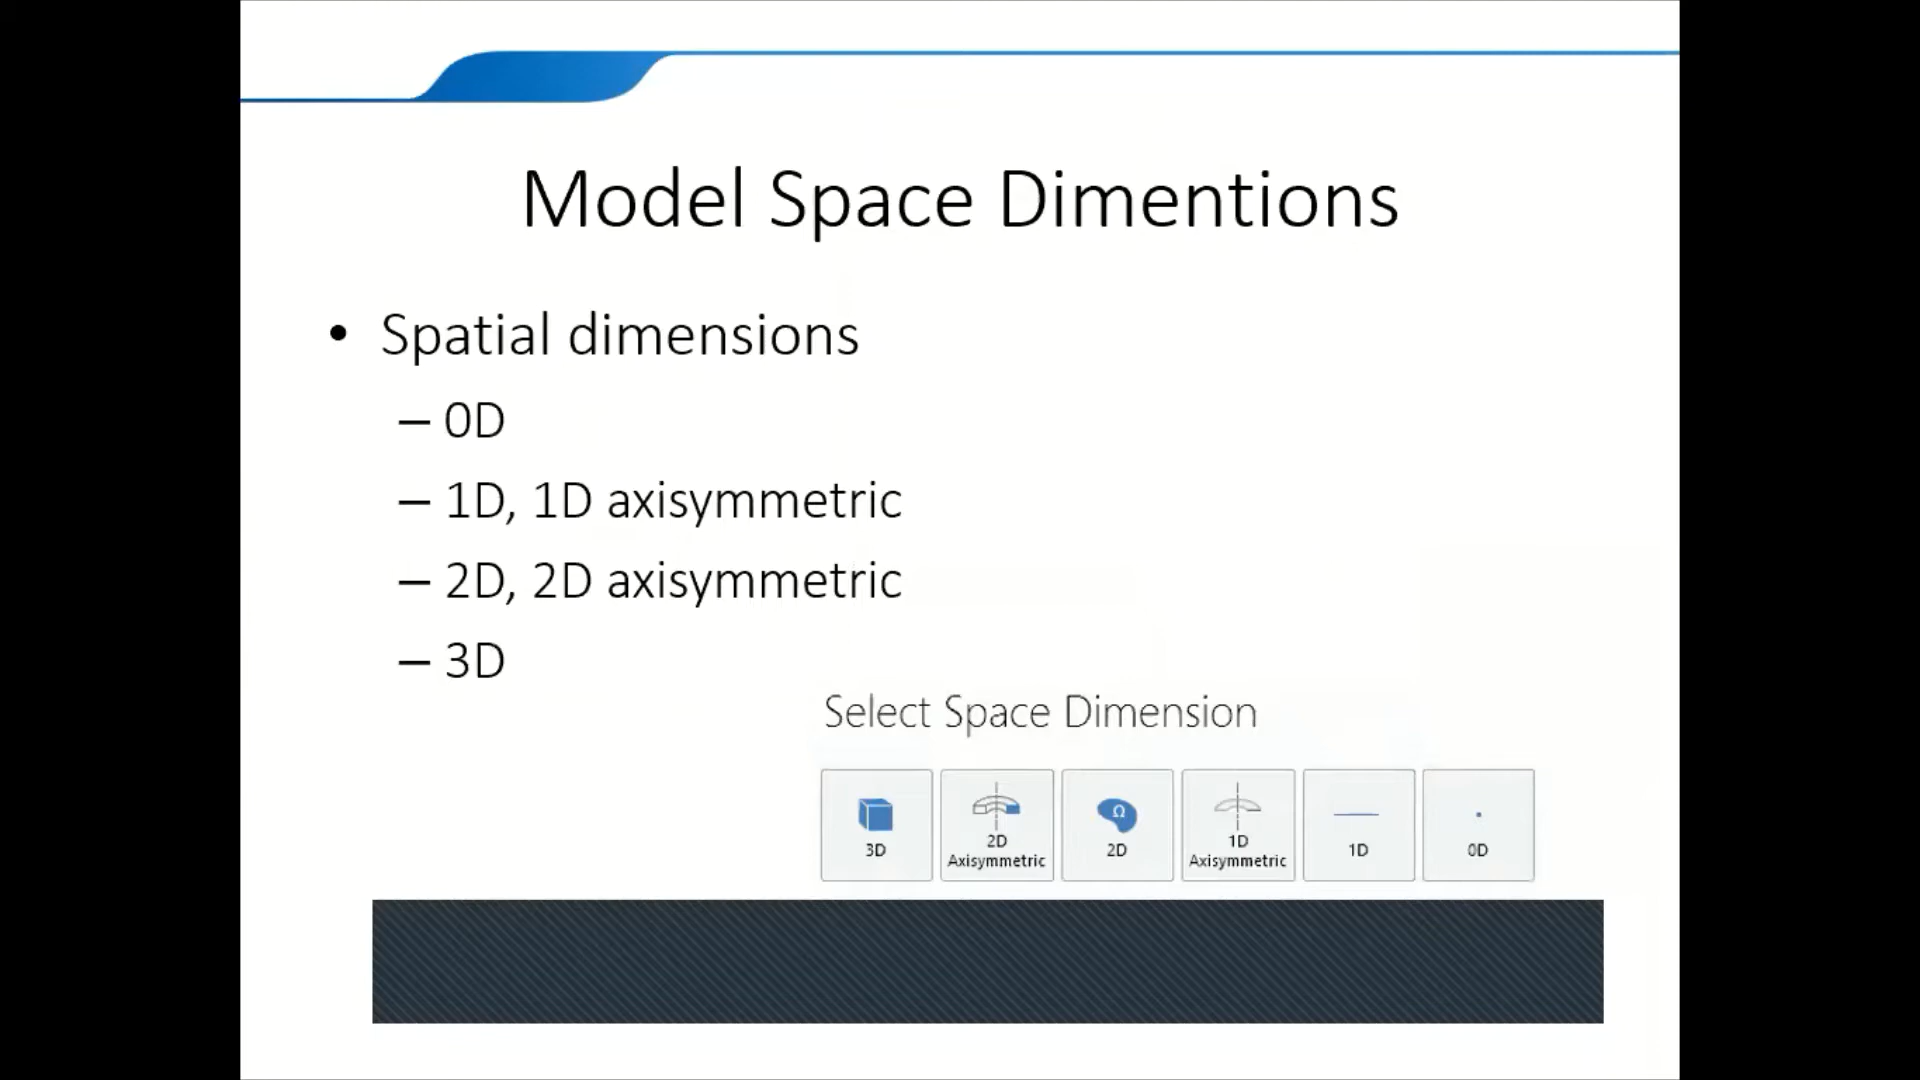 Model Space Dimentions
• Spatial dimensions
– 0D
– 1D, 1D axisymmetric
– 2D, 2D axisymmetric
– 3D
Select Space Dimension
3D
2D
Axisymmetric
Ω
2D
1D
Axisymmetric
1D
0D